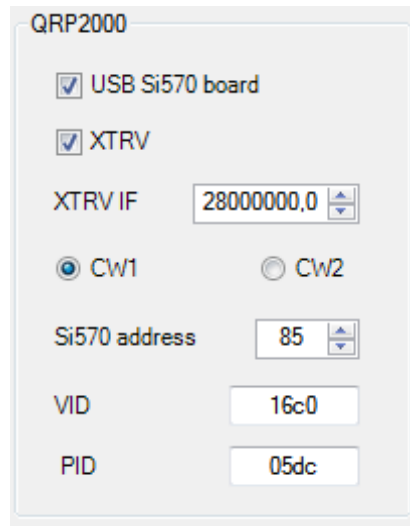 QRP2000
USB Si570 board
XTRV
XTRV IF 28000000,0
CW1 CW2
Si570 address 85
VID 16c0
PID 05dc